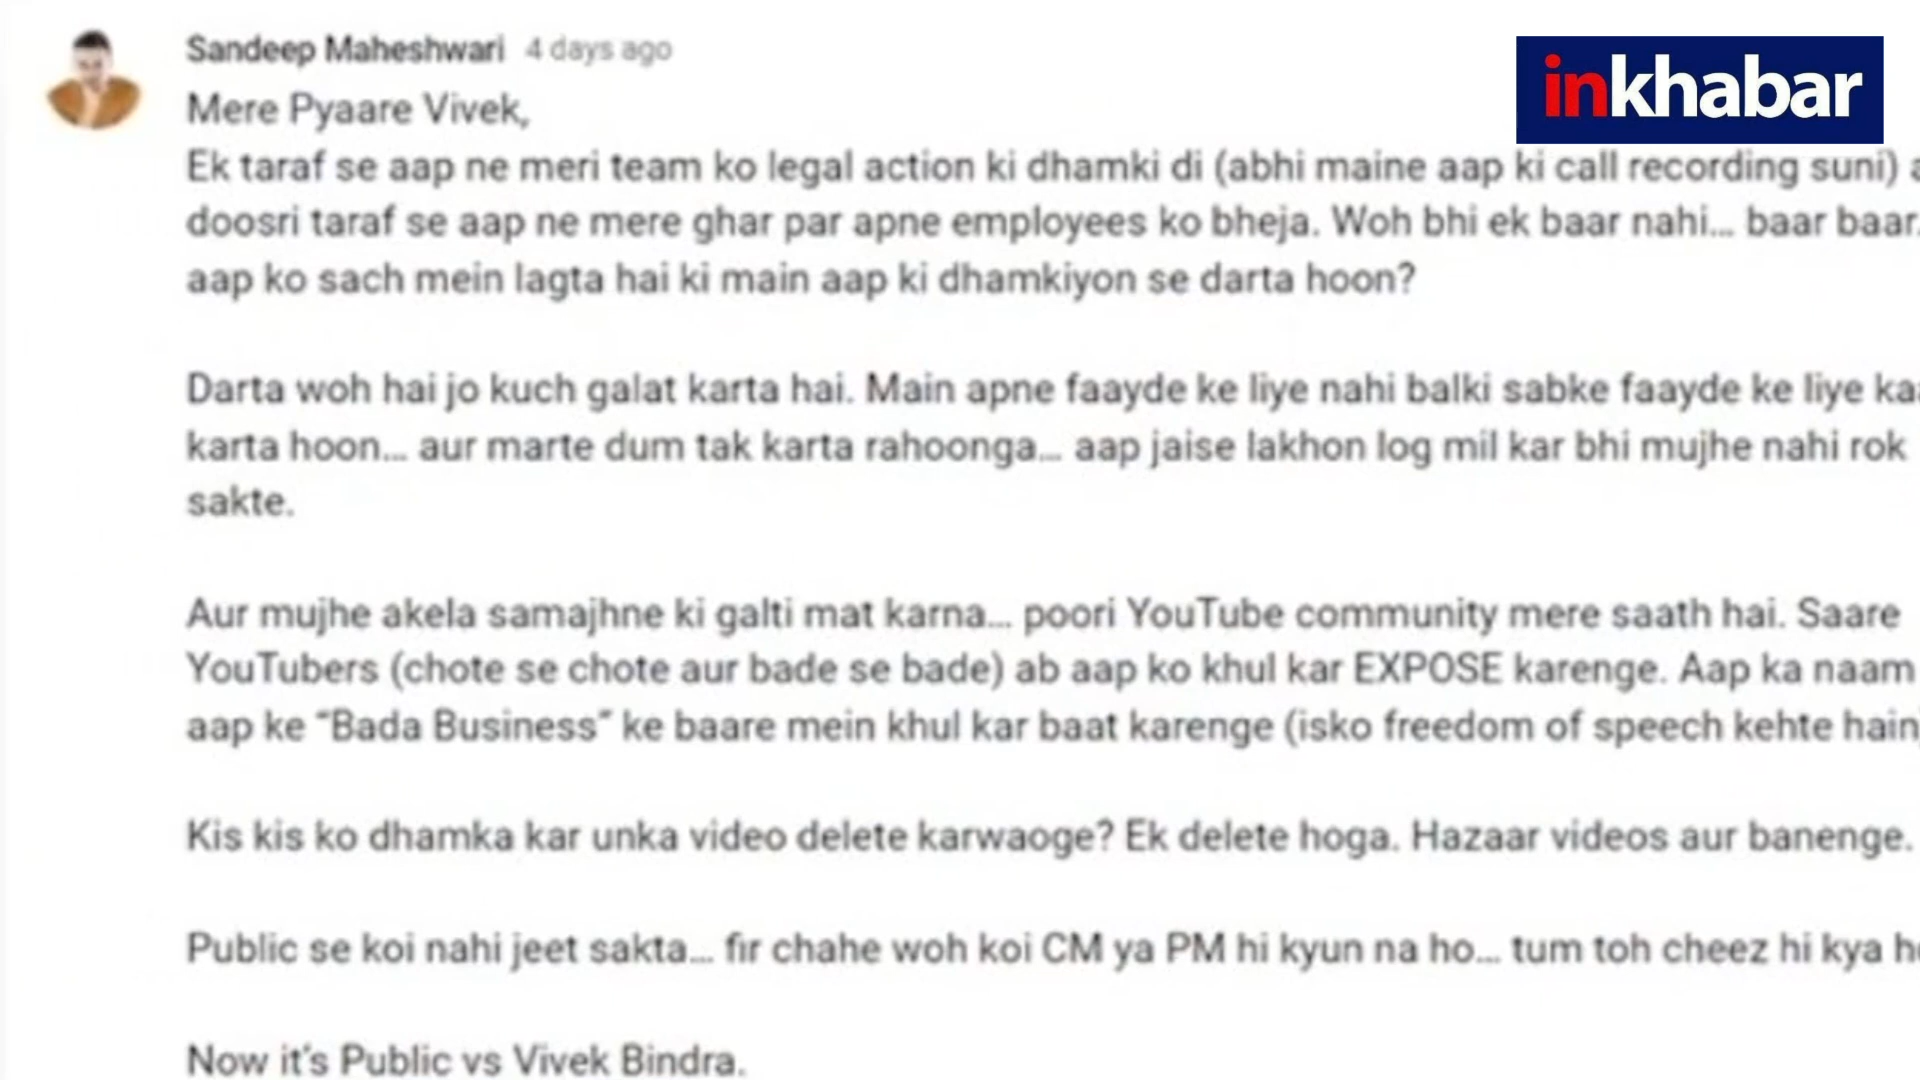 Sandeep Maheshwari 4 days ago
inkhabar
Mere Pyaare Vivek,
Ek taraf se aap ne meri team ko legal action ki dhamki di (abhi maine aap ki call recording suni)
doosri taraf se aap ne mere ghar par apne employees ko bheja. Woh bhi ek baar nahi... baar baar.
aap ko sach mein lagta hai ki main aap ki dhamkiyon se darta hoon?
Darta woh hai jo kuch galat karta hai. Main apne faayde ke liye nahi balki sabke faayde ke liye
karta hoon... aur marte dum tak karta rahoonga... aap jaise lakhon log mil kar bhi mujhe nahi rok
sakte.
Aur mujhe akela samajhne ki galti mat karna... poori YouTube community mere saath hai. Saare
YouTubers (chote se chote aur bade se bade) ab aap ko khul kar EXPOSE karenge. Aap ka naam
aap ke “Bada Business” ke baare mein khul kar baat karenge (isko freedom of speech kehte hain)
Kis kis ko dhamka kar unka video delete karwaoge? Ek delete hoga. Hazaar videos aur banenge.
Public se koi nahi jeet sakta... fir chahe woh koi CM ya PM hi kyun na ho... tum toh cheez hi kya
Now it's Public vs Vivek Bindra.